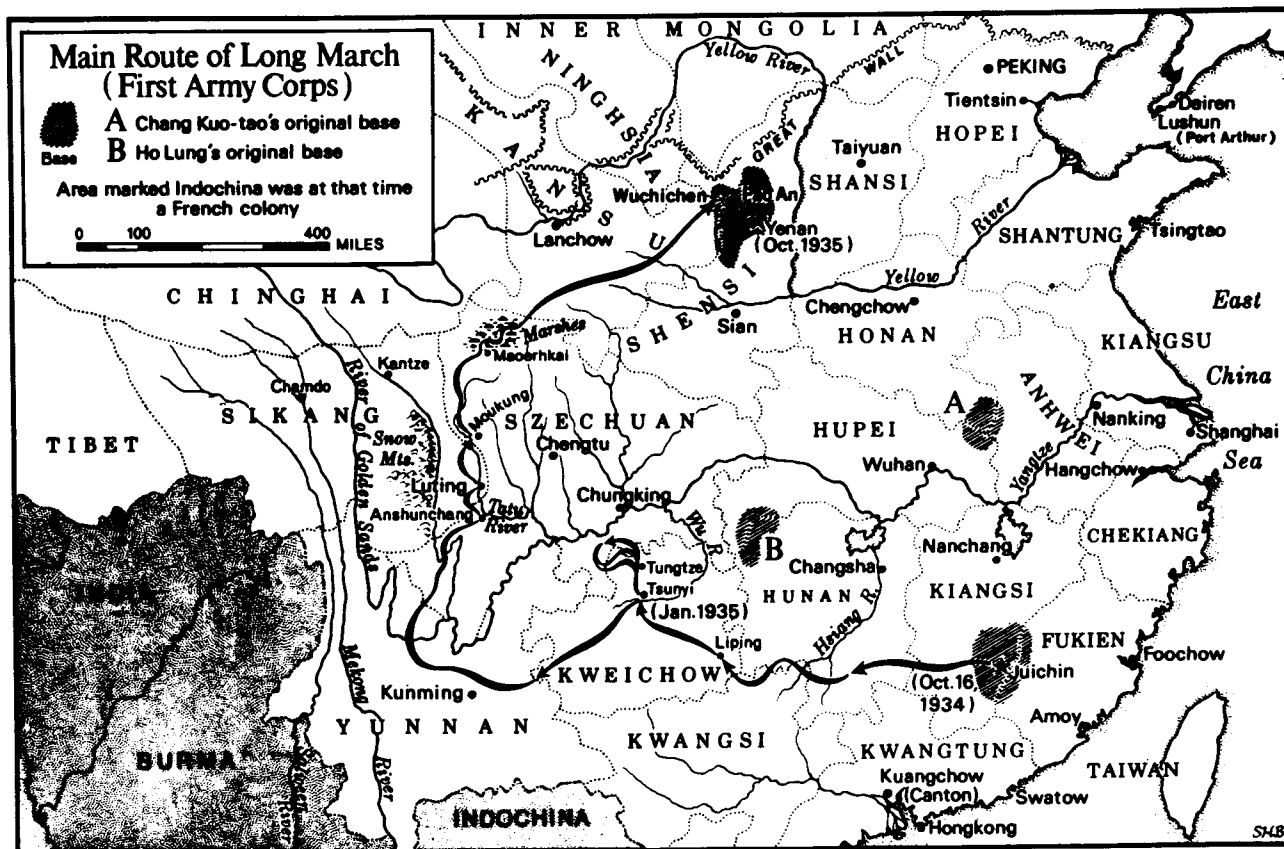 Main Route of Long March
(First Army Corps)
A Chang Kuo-tao's original base
Base
B Ho Lung's original base
Area marked Indochina was at that time
a French colony
0 400 MILES
INNER MONGOLIA
Yellow River
NINGHSIA
KANSU
GREAT WALL
PEKING
Tientsin
HOPEI
Dairen
Lushun
(Port Arthur)
Taiyuan
SHANSI
Wuchichen
Pao An
Yenan
(Oct. 1935)
Lanchow
SHANTUNG
Tsingtao
Yellow River
CHINGHAI
SHENSI
Sian
Chengchow
HONAN
KIANGSU
East
China
Sea
Marshes
Maoerhkai
Kantze
Chamdo
River of Golden Sands
SIKANG
TIBET
Snow
Mts.
Moukung
SZECHUAN
Chengtu
A
ANHWEI
Nanking
Shanghai
HUPEI
Yangtze
Hangchow
Wuhan
Luting
Anshunchang
Tatu
River
Chungking
Wu R.
B
CHEKIANG
Nanchang
Changsha
KIANGSI
HUNAN
Tungtze
Tsunyi
(Jan. 1935)
Hsiang R.
Liping
FUKIEN
Foochow
Juichin
(Oct. 16,
1934)
INDIA
Kunming
KWEICHOW
Mekong River
YUNNAN
Amoy
KWANGSI
KWANGTUNG
TAIWAN
BURMA
Salween
River
Kuangchow
(Canton)
Swatow
INDOCHINA
Hongkong